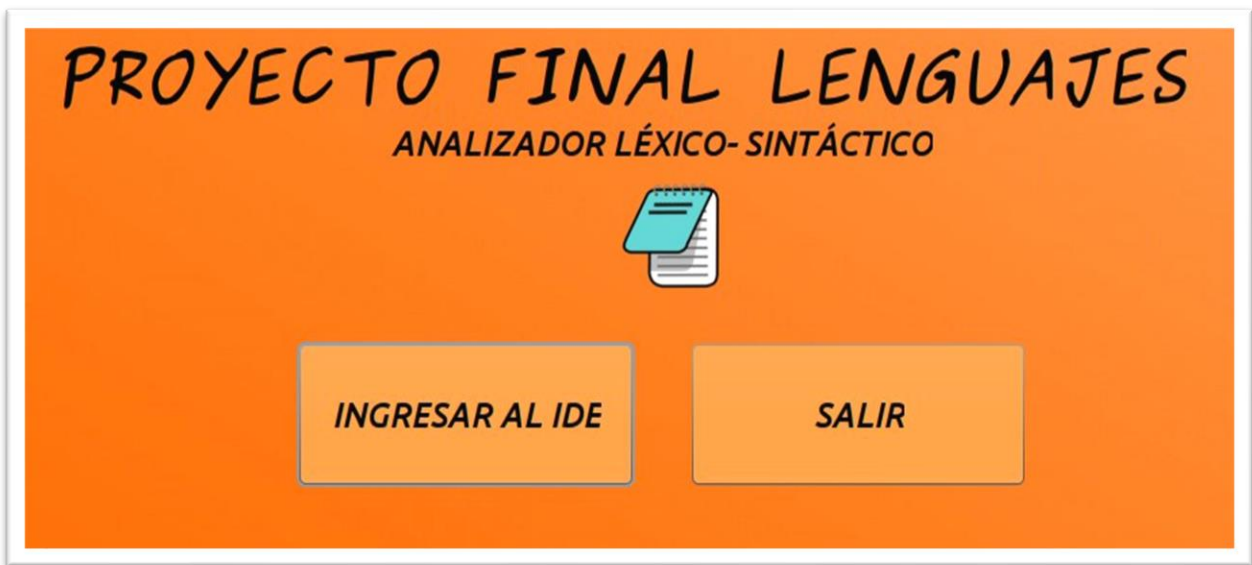 PROYECTO FINAL LENGUAJES
ANALIZADOR LÉXICO- SINTÁCTICO
INGRESAR AL IDE
SALIR